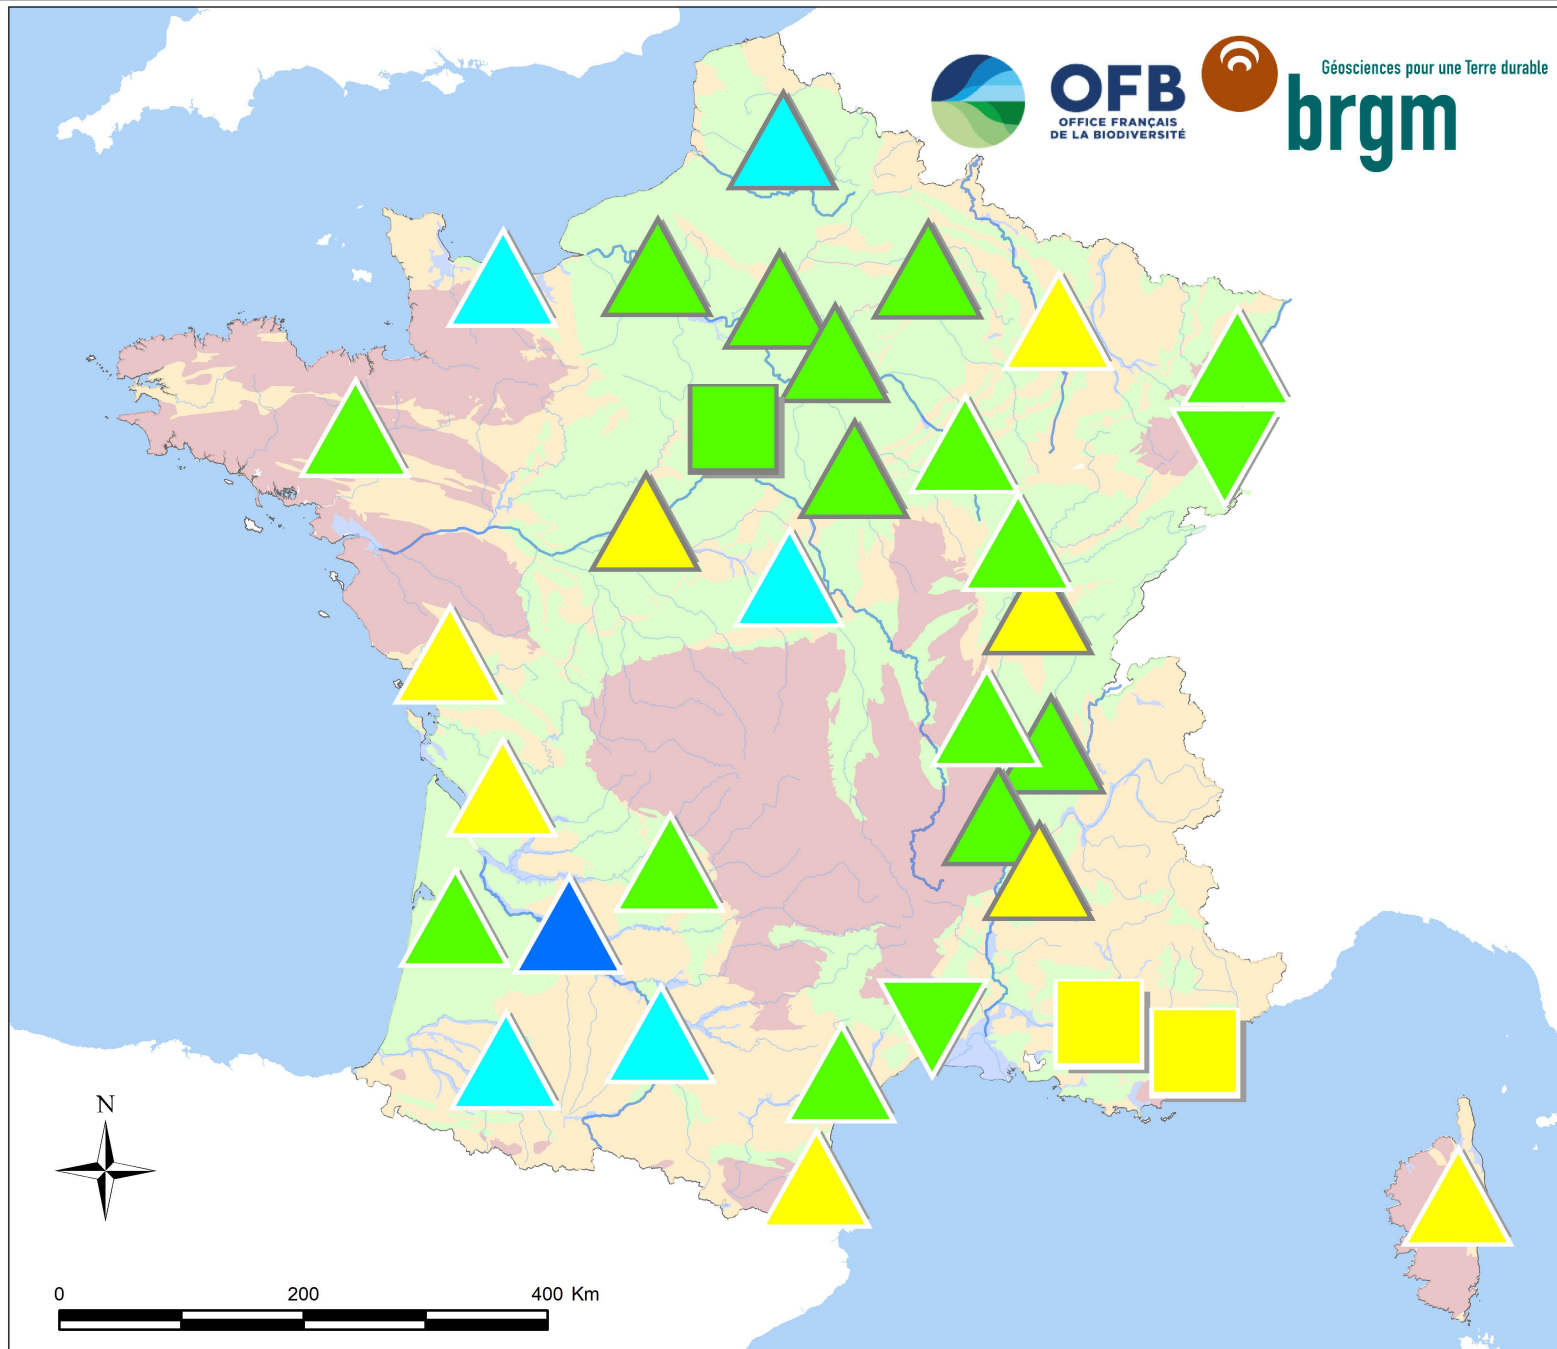 OFB
OFFICE FRANÇAIS
DE LA BIODIVERSITÉ
Géosciences pour une Terre durable
brgm
N
0 200 400 Km